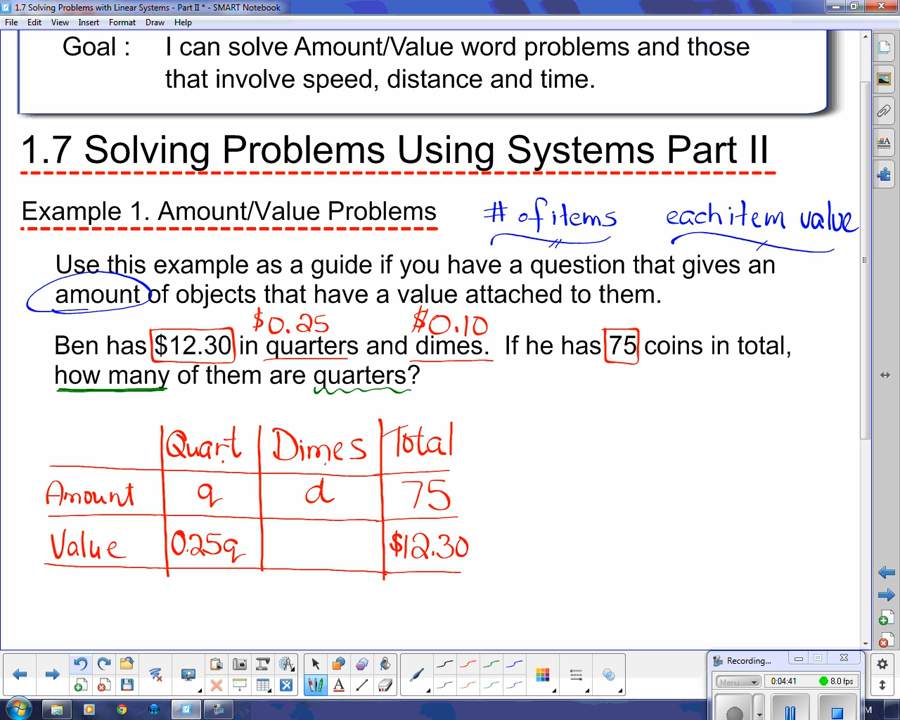 1.7 Solving Problems with Linear Systems - Part II * - SMART Notebook
File Edit View Insert Format Draw Help
Goal : I can solve Amount/Value word problems and those
that involve speed, distance and time.
1.7 Solving Problems Using Systems Part II
Example 1. Amount/Value Problems # of items each item value
Use this example as a guide if you have a question that gives an
amount of objects that have a value attached to them.
$0.25 $0.10
Ben has $12.30 in quarters and dimes. If he has 75 coins in total,
how many of them are quarters?
Quart Dimes Total
Amount q d 75
Value 0.25q $12.30
Recording...
Menu 0:04:41 8.0 fps